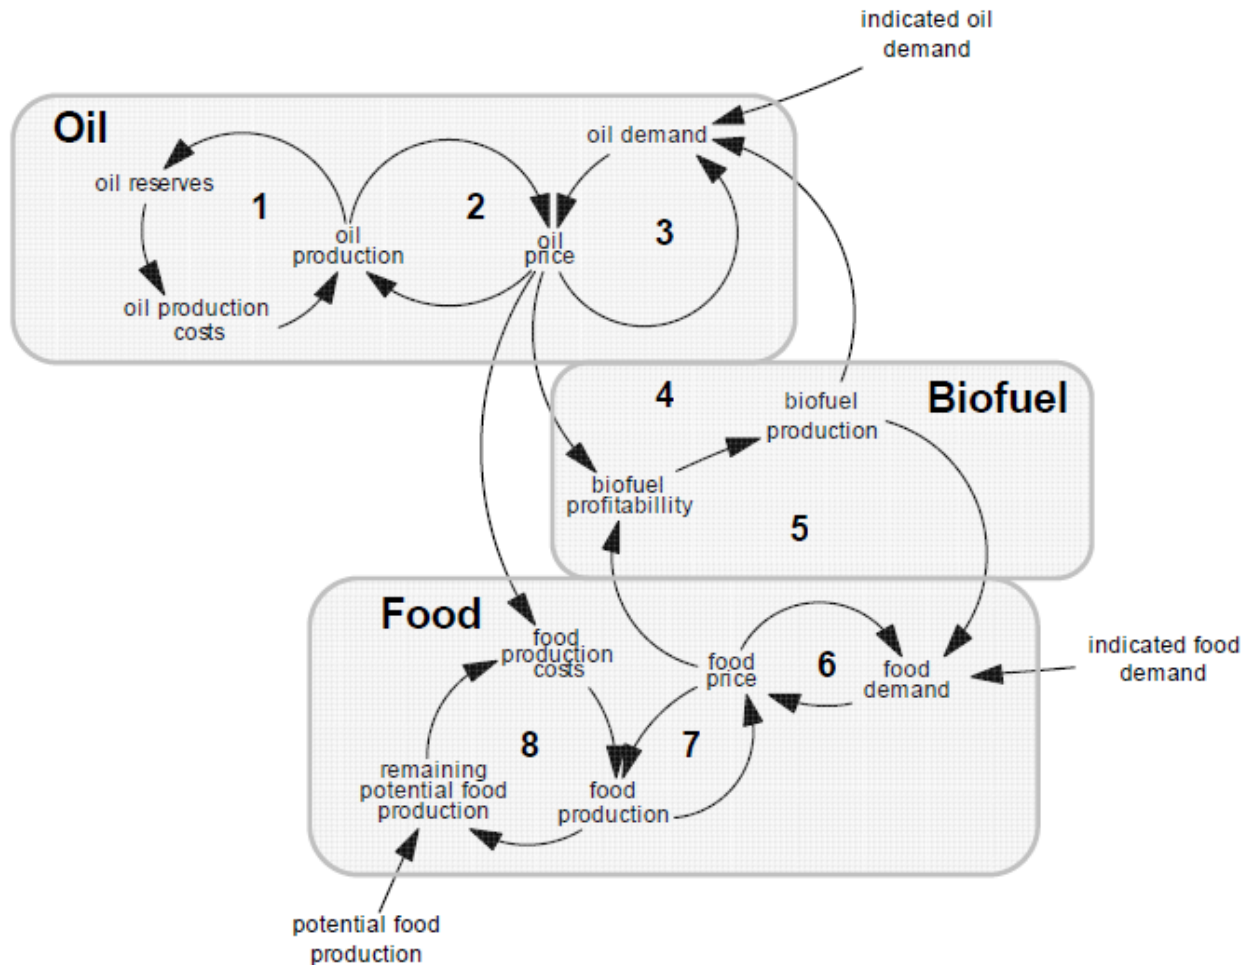 indicated oil
demand
Oil
oil demand
oil reserves
1
2
3
oil
production
oil
price
oil production
costs
4
biofuel
production
Biofuel
biofuel
profitabillity
5
Food
food
production
costs
food
price
6
food
demand
indicated food
demand
8
7
remaining
potential food
production
food
production
potential food
production